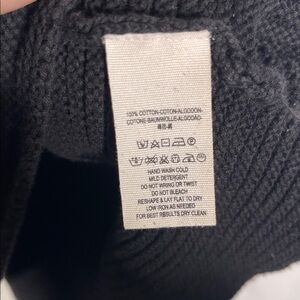 100% COTTON-COTON-ALGODON-
COTONE-BAUMWOLLE-ALGODÃO-
HAND WASH COLD
MILD DETERGENT
DO NOT WRING OR TWIST
DO NOT BLEACH
RESHAPE & LAY FLAT TO DRY
LOW IRON AS NEEDED
FOR BEST RESULTS DRY CLEAN